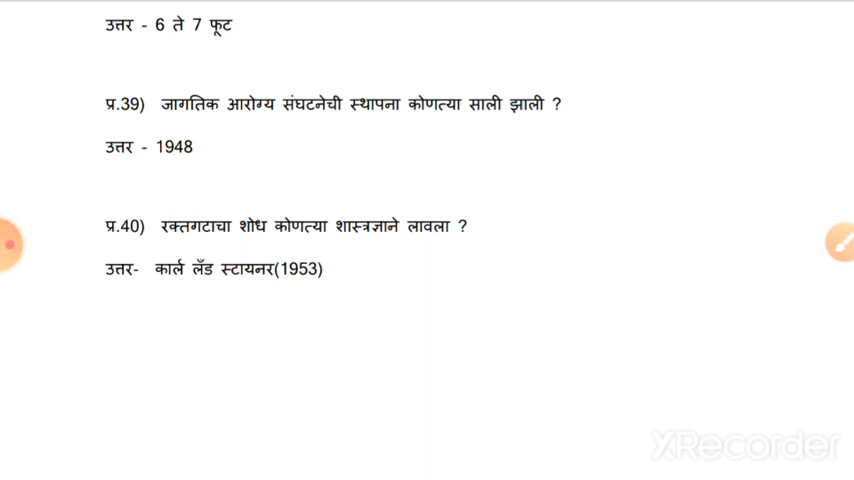 उत्तर - 6 ते 7 फूट
प्र.39) जागतिक आरोग्य संघटनेची स्थापना कोणत्या साली झाली ?
उत्तर - 1948
प्र.40) रक्तगटाचा शोध कोणत्या शास्त्रज्ञाने लावला ?
उत्तर- कार्ल लँड स्टायनर(1953)
XRecorder